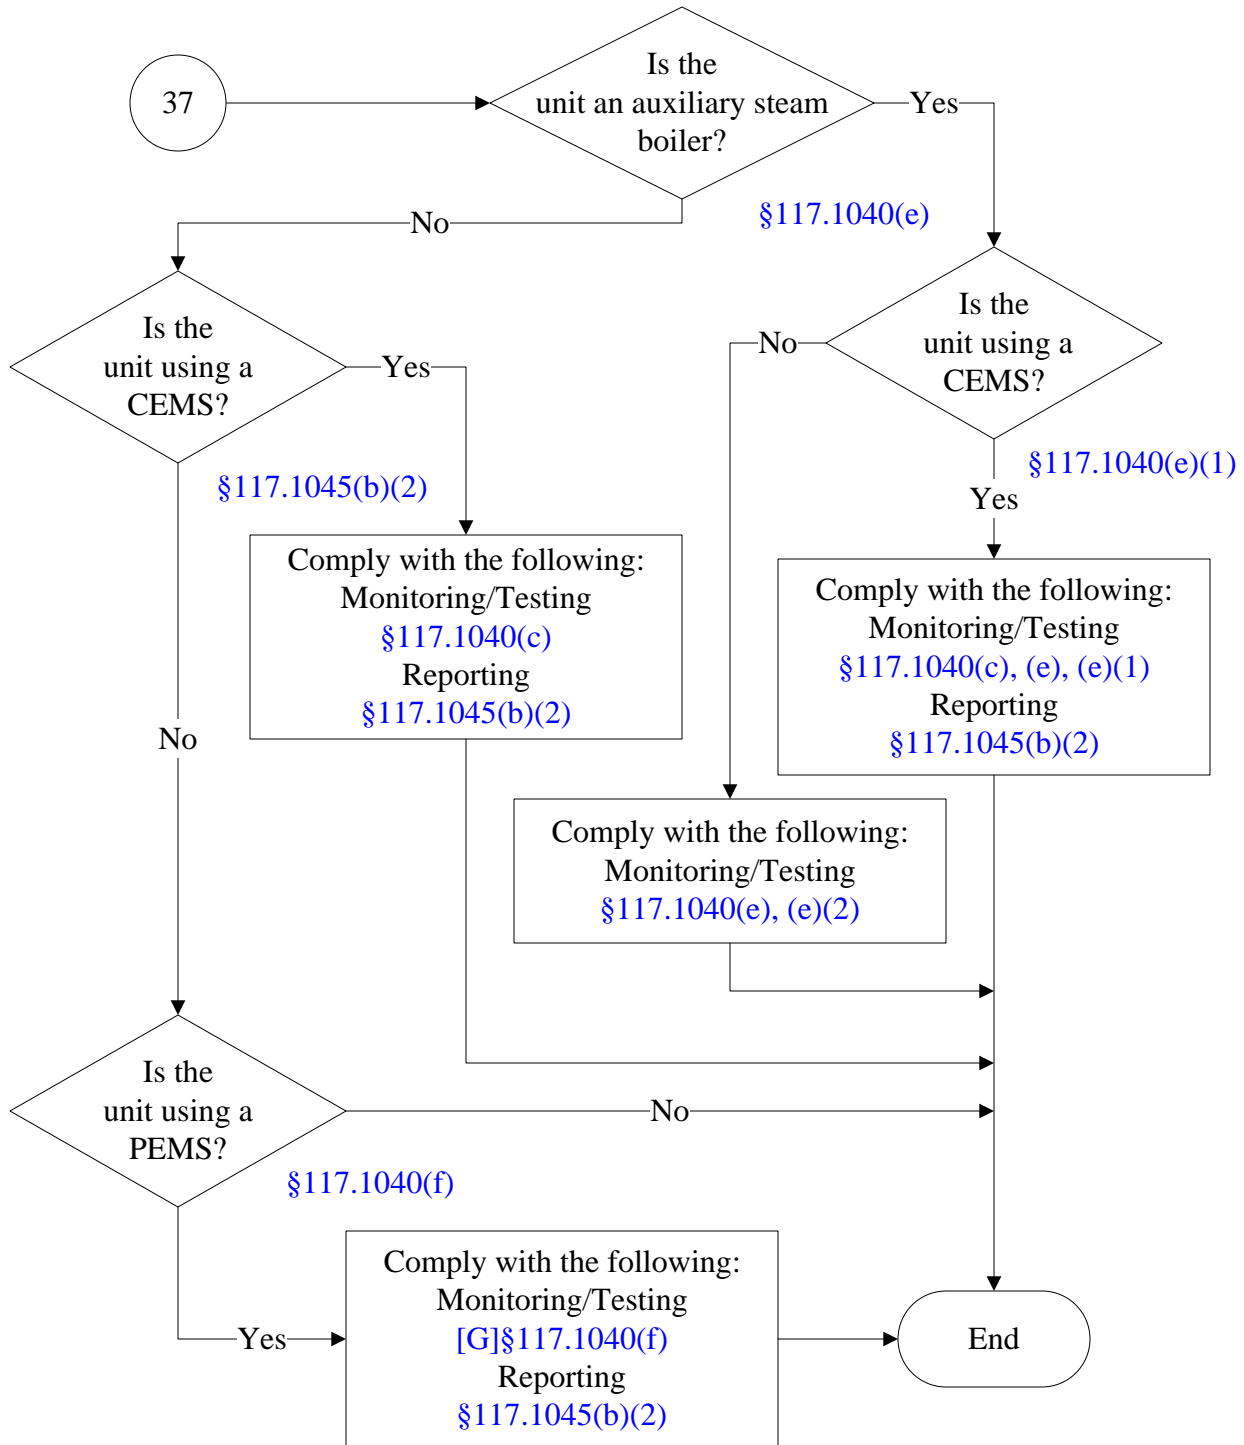 37
Is the
unit an auxiliary steam
boiler?
Yes
§117.1040(e)
No
Is the
unit using a
CEMS?
Yes
§117.1045(b)(2)
No
Is the
unit using a
CEMS?
§117.1040(e)(1)
Yes
Comply with the following:
Monitoring/Testing
§117.1040(c)
Reporting
§117.1045(b)(2)
Comply with the following:
Monitoring/Testing
§117.1040(c), (e), (e)(1)
Reporting
§117.1045(b)(2)
No
Comply with the following:
Monitoring/Testing
§117.1040(e), (e)(2)
Is the
unit using a
PEMS?
No
§117.1040(f)
Yes
Comply with the following:
Monitoring/Testing
[G]§117.1040(f)
Reporting
§117.1045(b)(2)
End